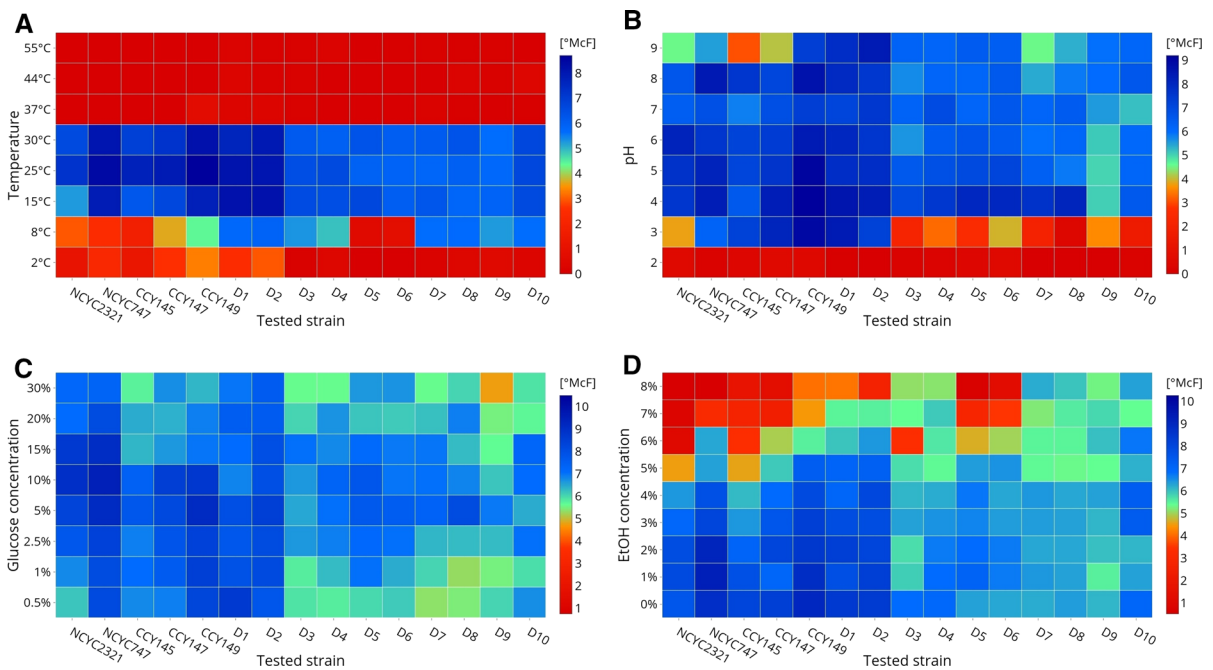 A
55°C
44°C
37°C
30°C
25°C
15°C
8°C
2°C
Temperature
NCYC2321
NCYC747
CCY145
CCY147
CCY149
D1
D2
D3
D4
D5
D6
D7
D8
D9
D10
Tested strain
[°McF]
8
7
6
5
4
3
2
1
0
B
9
8
7
6
5
4
3
2
pH
NCYC2321
NCYC747
CCY145
CCY147
CCY149
D1
D2
D3
D4
D5
D6
D7
D8
D9
D10
Tested strain
[°McF]
9
8
7
6
5
4
3
2
1
0
C
30%
20%
15%
10%
5%
2.5%
1%
0.5%
Glucose concentration
NCYC2321
NCYC747
CCY145
CCY147
CCY149
D1
D2
D3
D4
D5
D6
D7
D8
D9
D10
Tested strain
[°McF]
10
9
8
7
6
5
4
3
2
1
D
8%
7%
6%
5%
4%
3%
2%
1%
0%
EtOH concentration
NCYC2321
NCYC747
CCY145
CCY147
CCY149
D1
D2
D3
D4
D5
D6
D7
D8
D9
D10
Tested strain
[°McF]
10
9
8
7
6
5
4
3
2
1